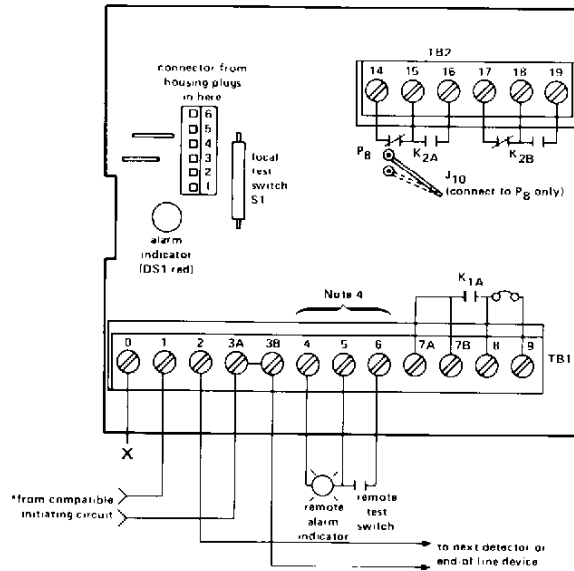 TB2
14 15 16 17 18 19
connector from
housing plugs
in here
6
5
4
3
2
1
local
test
switch
S1
P8 K2A K2B
J10
(connect to P8 only)
alarm
indicator
(DS1 red)
Note 4
K1A
0 1 2 3A 3B 4 5 6 7A 7B 8 9
TB1
X
*from compatible
initiating circuit
remote
alarm
indicator
remote
test
switch
to next detector or
end-of line device